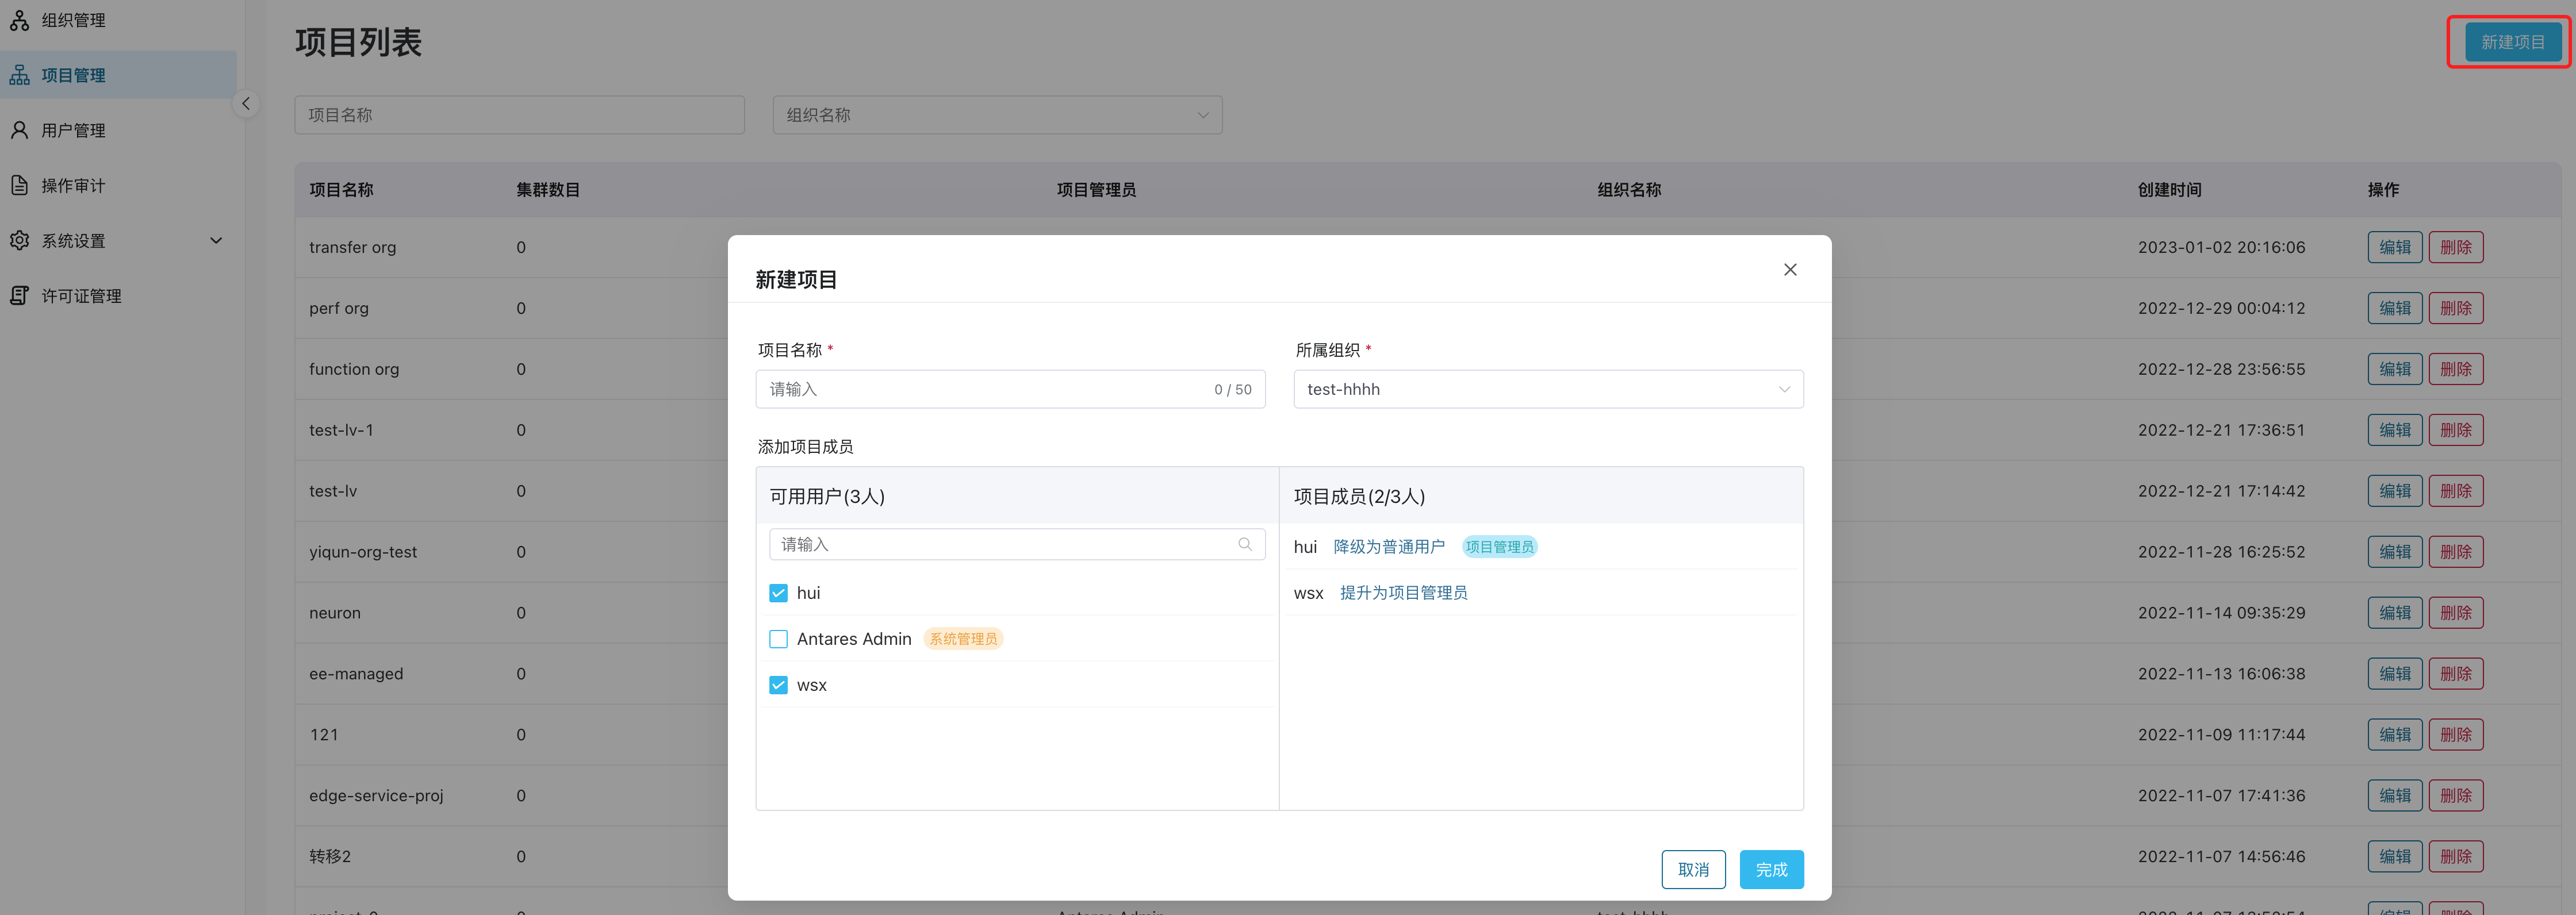 组织管理
项目管理
用户管理
操作审计
系统设置
许可证管理
项目列表
新建项目
项目名称
组织名称
项目名称 集群数目 项目管理员 组织名称 创建时间 操作
transfer org 0 2023-01-02 20:16:06 编辑 删除
perf org 0 2022-12-29 00:04:12 编辑 删除
function org 0 2022-12-28 23:56:55 编辑 删除
test-lv-1 0 2022-12-21 17:36:51 编辑 删除
test-lv 0 2022-12-21 17:14:42 编辑 删除
yiqun-org-test 0 2022-11-28 16:25:52 编辑 删除
neuron 0 2022-11-14 09:35:29 编辑 删除
ee-managed 0 2022-11-13 16:06:38 编辑 删除
121 0 2022-11-09 11:17:44 编辑 删除
edge-service-proj 0 2022-11-07 17:41:36 编辑 删除
转移2 0 2022-11-07 14:56:46 编辑 删除
Antares Admin test-hhhh
新建项目
项目名称 *
请输入 0 / 50
所属组织 *
test-hhhh
添加项目成员
可用用户(3人)
请输入
hui
Antares Admin 系统管理员
wsx
项目成员(2/3人)
hui 降级为普通用户 项目管理员
wsx 提升为项目管理员
取消 完成